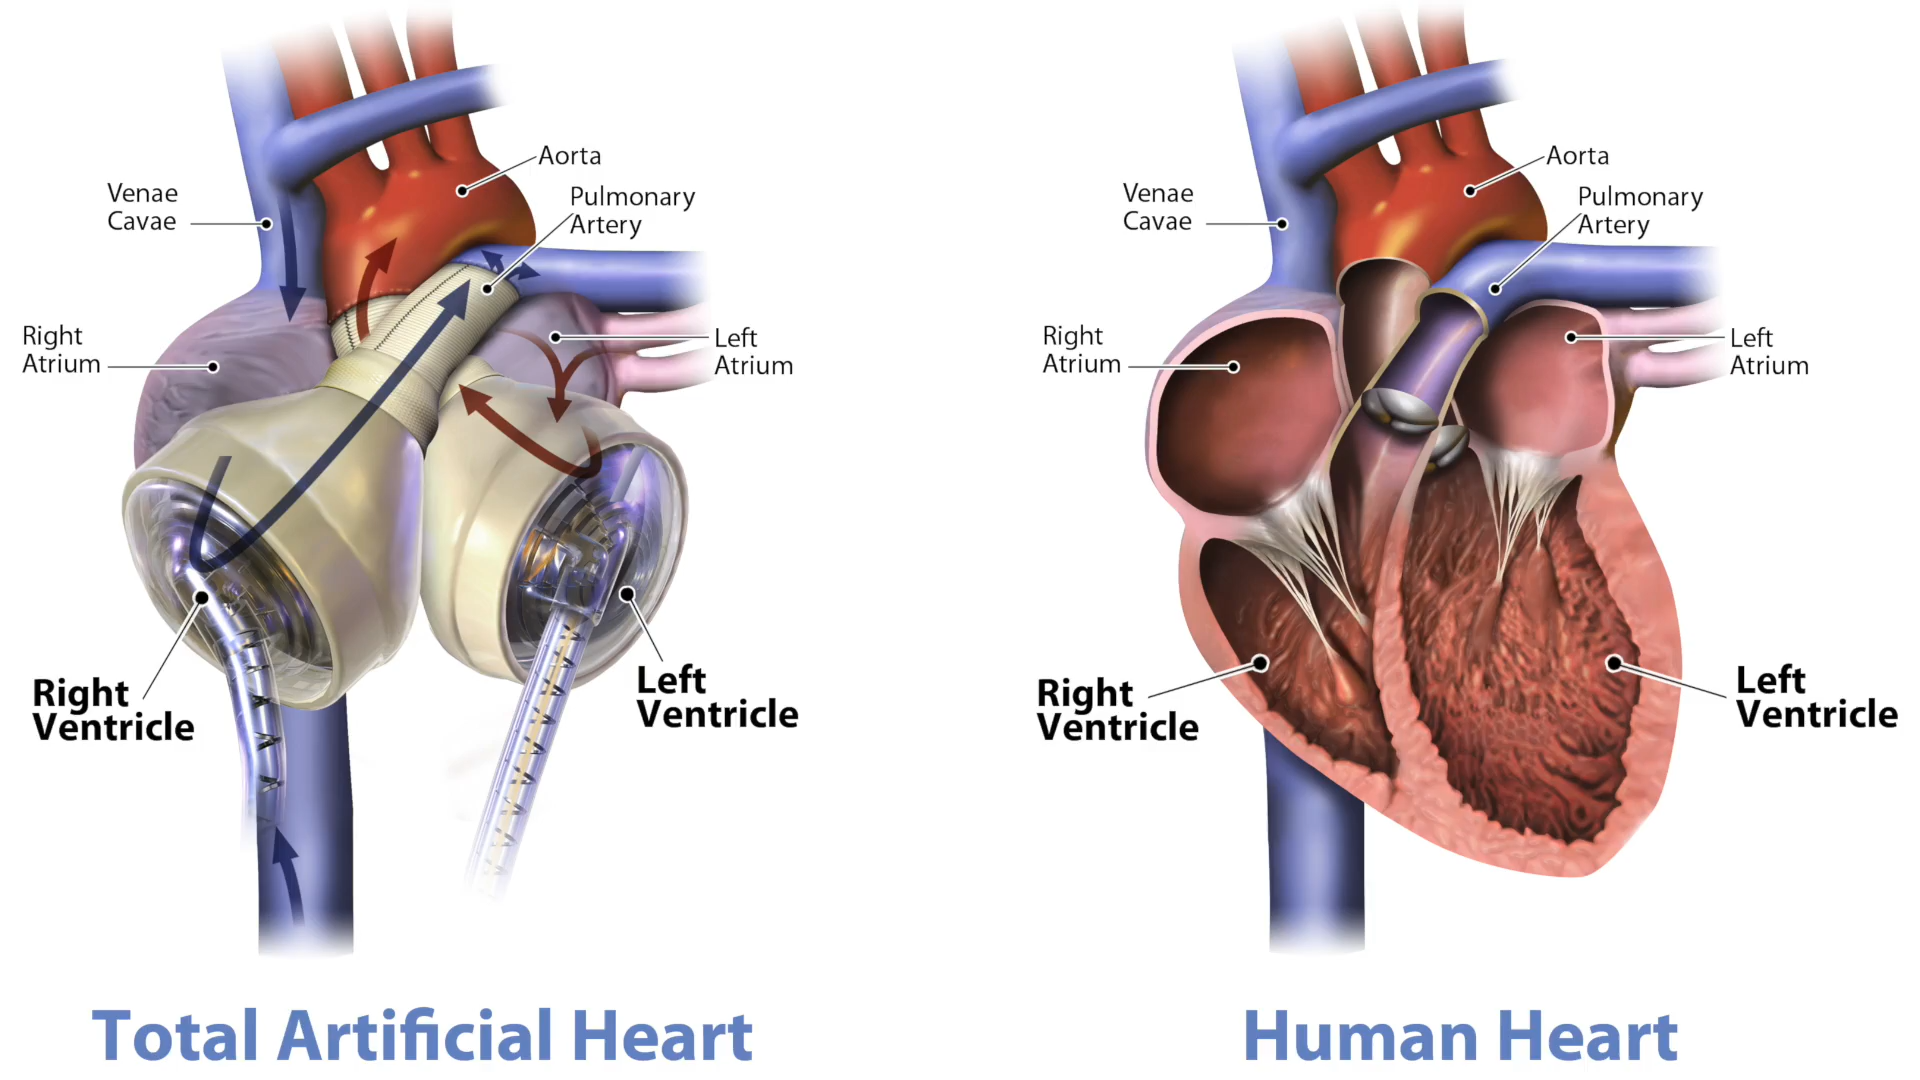 Aorta
Pulmonary
Artery
Venae
Cavae
Right
Atrium
Left
Atrium
Right
Ventricle
Left
Ventricle
Total Artificial Heart
Aorta
Pulmonary
Artery
Venae
Cavae
Right
Atrium
Left
Atrium
Right
Ventricle
Left
Ventricle
Human Heart